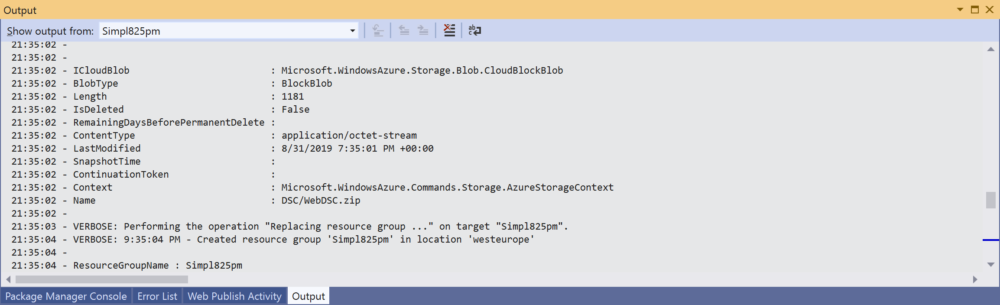 Output
Show output from: Simpl825pm
21:35:02 -
21:35:02 -
21:35:02 - ICloudBlob                         : Microsoft.WindowsAzure.Storage.Blob.CloudBlockBlob
21:35:02 - BlobType                           : BlockBlob
21:35:02 - Length                             : 1181
21:35:02 - IsDeleted                          : False
21:35:02 - RemainingDaysBeforePermanentDelete :
21:35:02 - ContentType                        : application/octet-stream
21:35:02 - LastModified                       : 8/31/2019 7:35:01 PM +00:00
21:35:02 - SnapshotTime                       :
21:35:02 - ContinuationToken                  :
21:35:02 - Context                            : Microsoft.WindowsAzure.Commands.Storage.AzureStorageContext
21:35:02 - Name                               : DSC/WebDSC.zip
21:35:02 -
21:35:03 - VERBOSE: Performing the operation "Replacing resource group ..." on target "Simpl825pm".
21:35:04 - VERBOSE: 9:35:04 PM - Created resource group 'Simpl825pm' in location 'westeurope'
21:35:04 -
21:35:04 - ResourceGroupName : Simpl825pm
Package Manager Console Error List Web Publish Activity Output